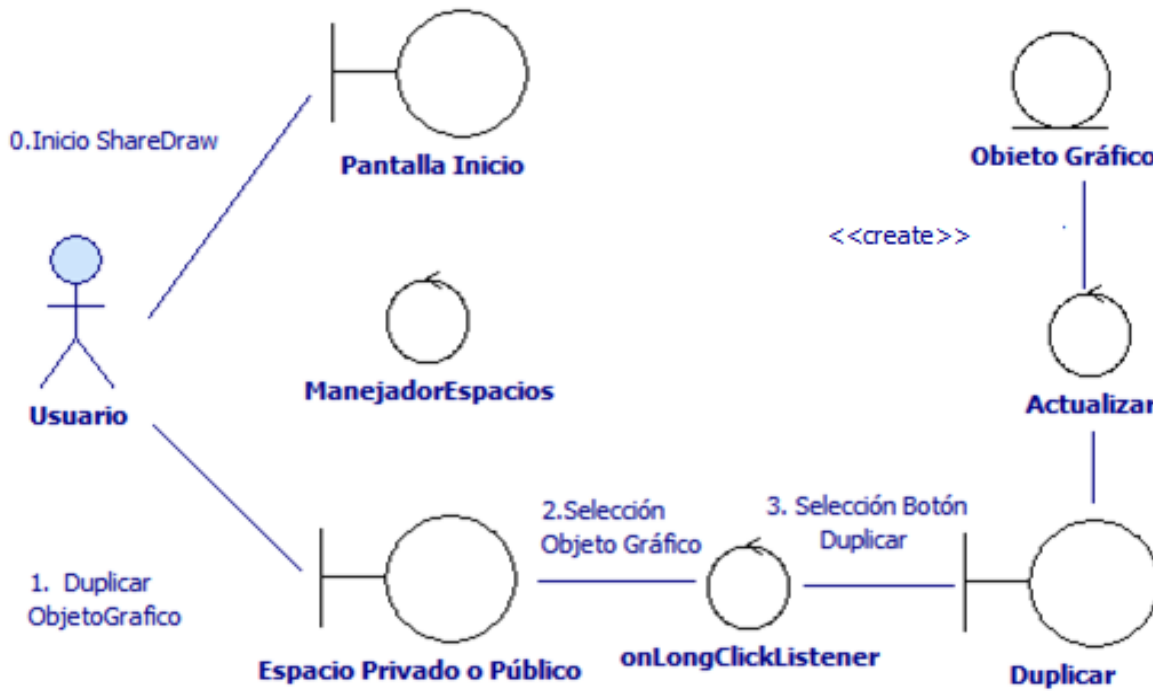 0.Inicio ShareDraw
Pantalla Inicio
Obieto Gráfico
<<create>>
Usuario
ManejadorEspacios
Actualizar
1. Duplicar
ObjetoGrafico
2.Selección
Objeto Gráfico
3. Selección Botón
Duplicar
Espacio Privado o Público
onLongClickListener
Duplicar